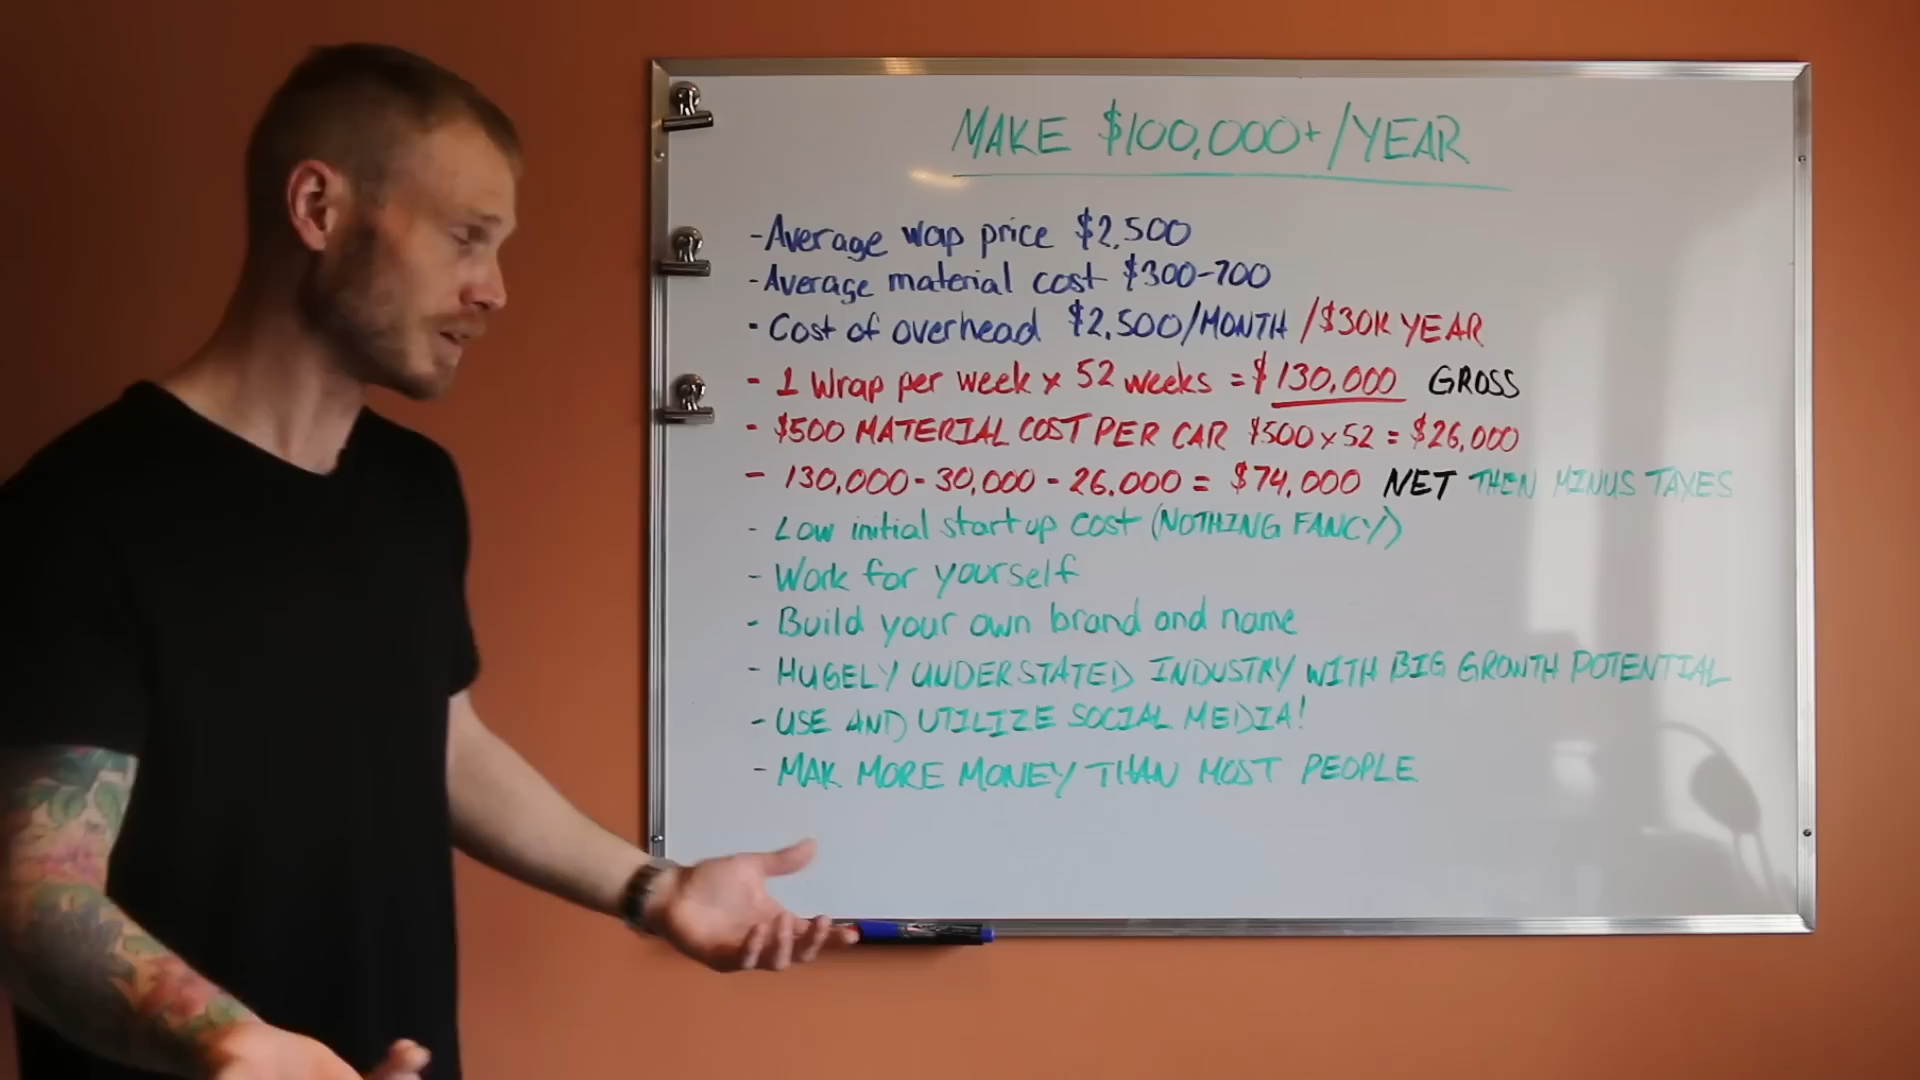 MAKE $100,000+/YEAR
-Average wap price $2,500
-Average material cost $300-700
- Cost of overhead $2,500/MONTH /$30K YEAR
- 1 Wrap per week x 52 weeks = $130,000 GROSS
- $500 MATERIAL COST PER CAR $500 x 52 = $26,000
- 130,000 - 30,000 - 26,000 = $74,000 NET THEN MINUS TAXES
- Low initial start up cost (NOTHING FANCY)
- Work for yourself
- Build your own brand and name
- HUGELY UNDERSTATED INDUSTRY WITH BIG GROWTH POTENTIAL
- USE AND UTILIZE SOCIAL MEDIA!
- MAK MORE MONEY THAN MOST PEOPLE